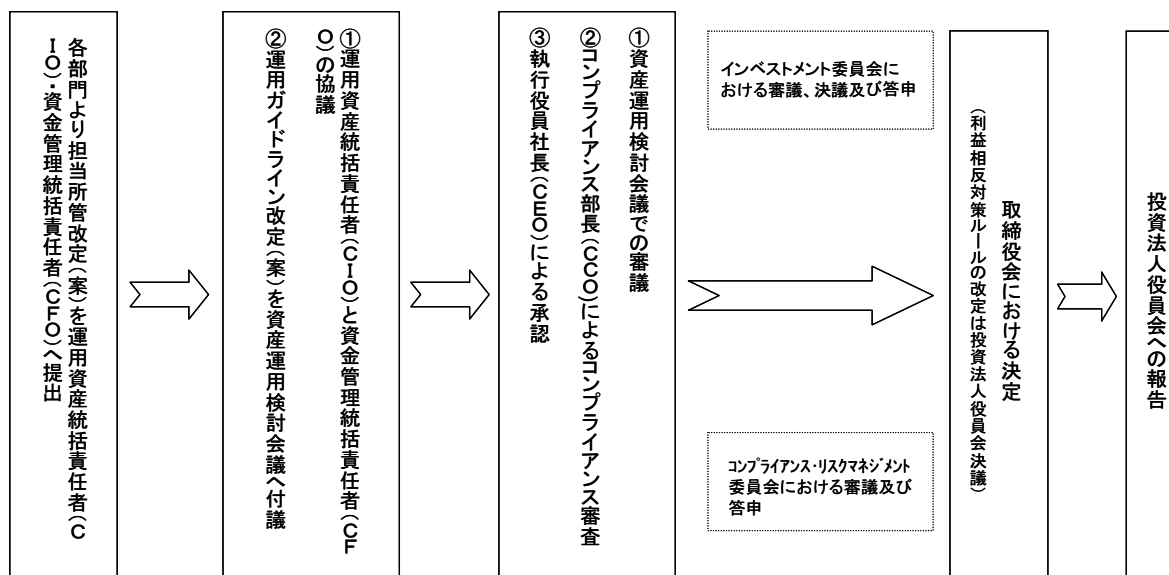 各部門より担当所管改定(案)を運用資産統括責任者(C
IO)・資金管理統括責任者(CFO)へ提出
①運用資産統括責任者(CIO)と資金管理統括責任者(CF
O)の協議
②運用ガイドライン改定(案)を資産運用検討会議へ付議
①資産運用検討会議での審議
②コンプライアンス部長(CCO)によるコンプライアンス審査
③執行役員社長(CEO)による承認
インベストメント委員会に
おける審議、決議及び答申
コンプライアンス・リスクマネジメント
委員会における審議及び
答申
取締役会における決定
(利益相反対策ルールの改定は投資法人役員会決議)
投資法人役員会への報告